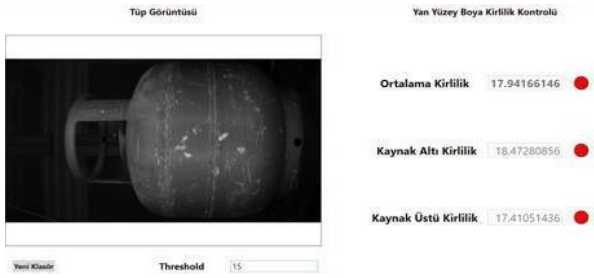 Tüp Görüntüsü
Yan Yüzey Boya Kirlilik Kontrolü
Ortalama Kirlilik 17.94166146
Kaynak Altı Kirlilik 18.47280856
Kaynak Üstü Kirlilik 17.41051436
Yeni Klasör Threshold 15